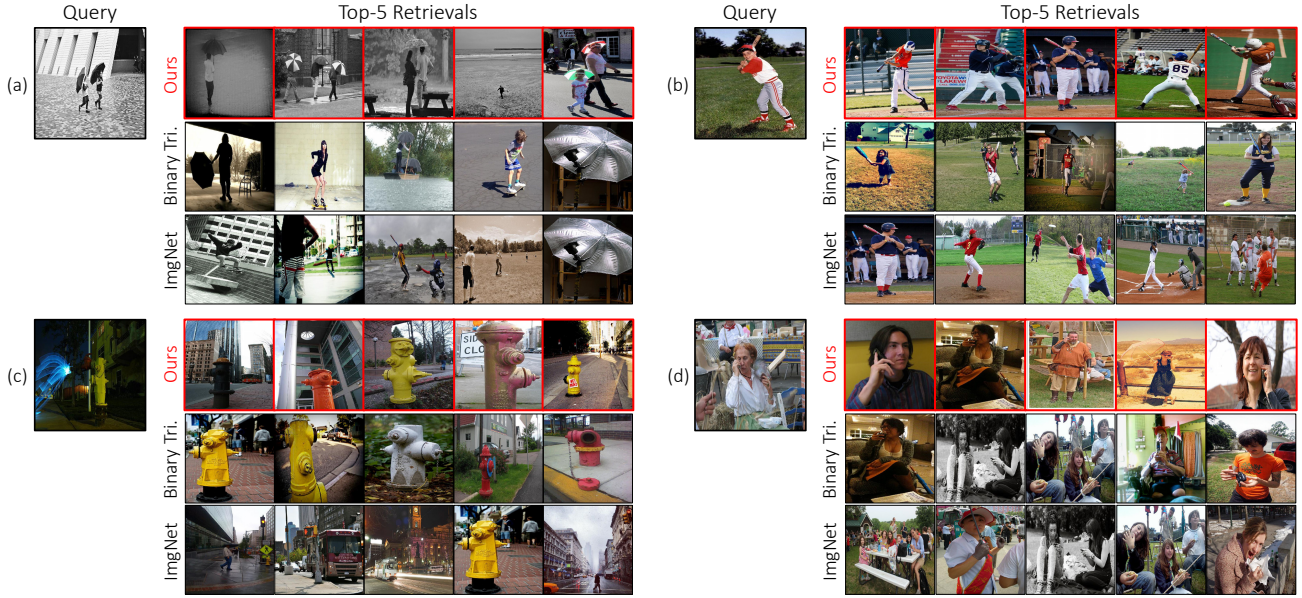 Query Top-5 Retrievals Query Top-5 Retrievals
(a)
Ours
Binary Tri.
ImgNet
(b)
Ours
85
Binary Tri.
ImgNet
(c)
Ours
Binary Tri.
ImgNet
(d)
Ours
Binary Tri.
ImgNet